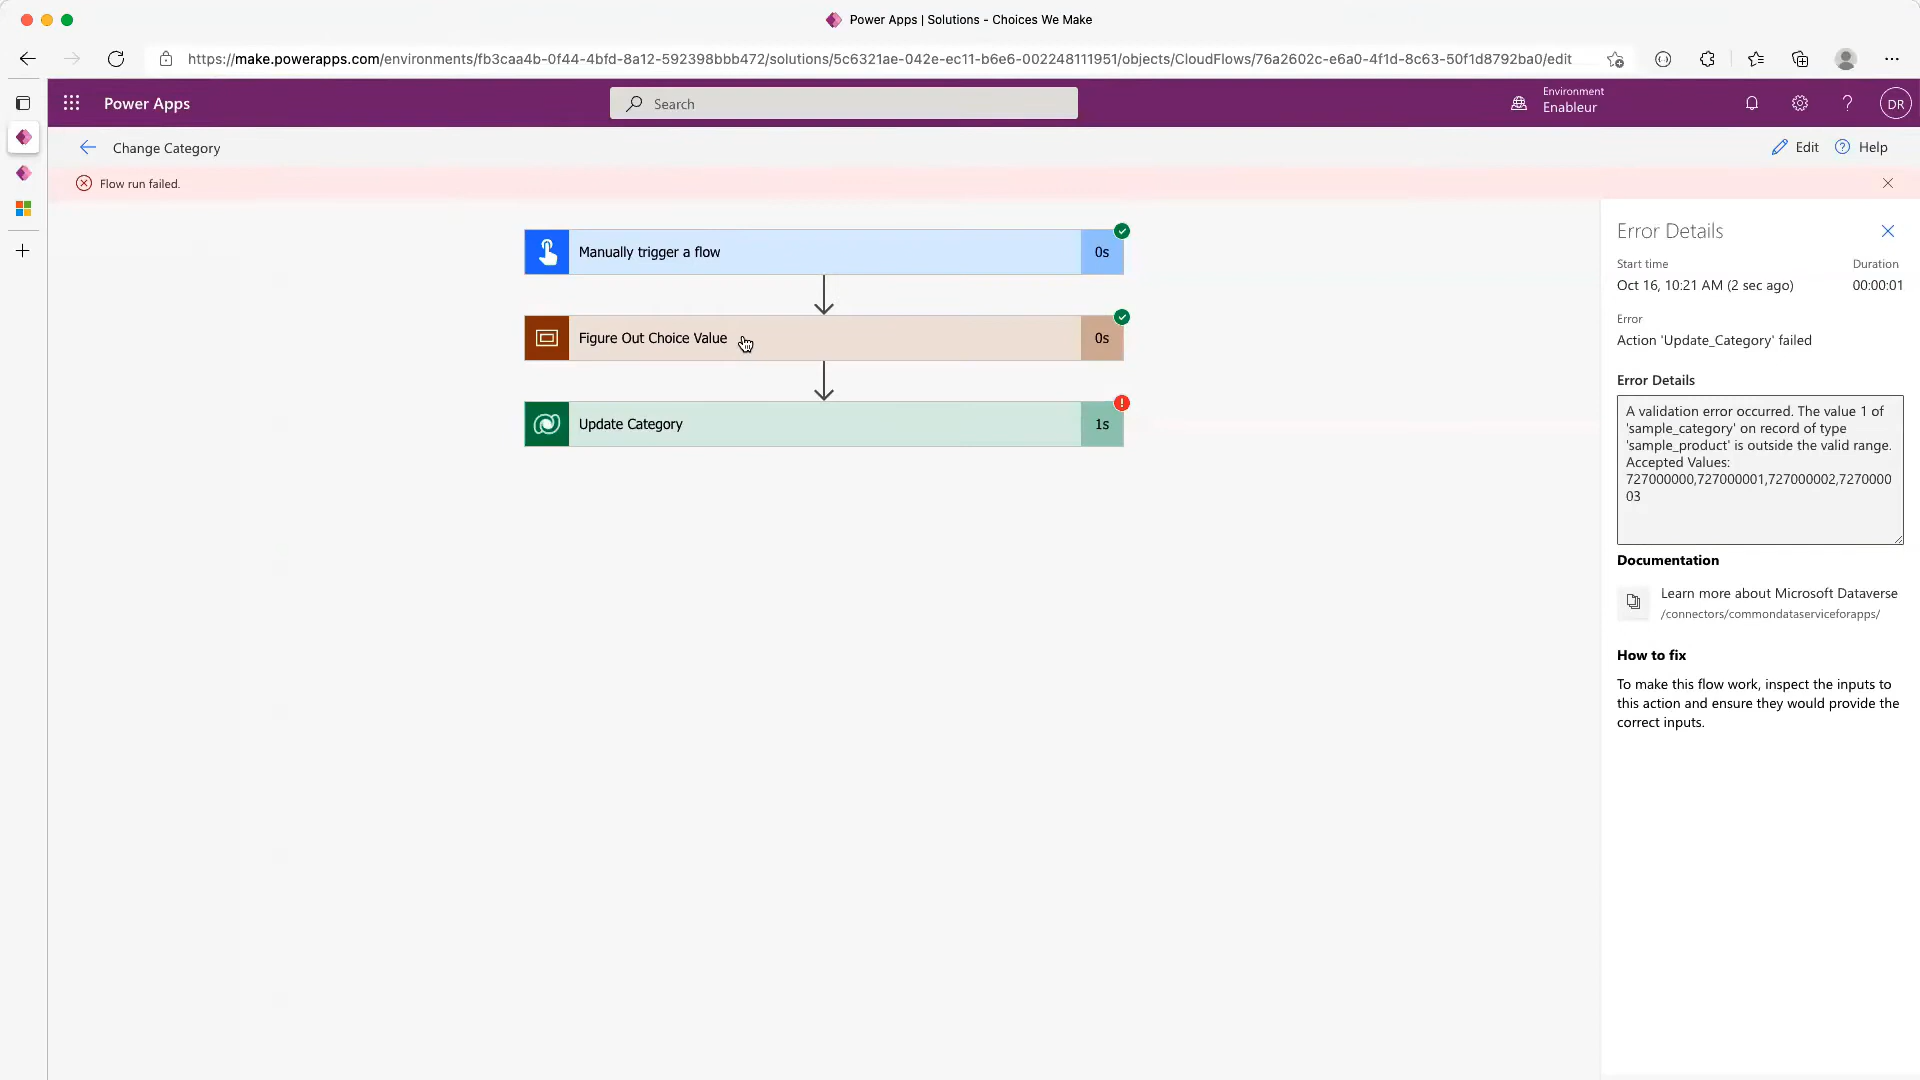 Power Apps | Solutions - Choices We Make
https://make.powerapps.com/environments/fb3caa4b-0f44-4bfd-8a12-592398bbb472/solutions/5c6321ae-042e-ec11-b6e6-002248111951/objects/CloudFlows/76a2602c-e6a0-4f1d-8c63-50f1d8792ba0/edit
Power Apps
Search
Environment
Enableur
DR
Change Category
Edit
Help
Flow run failed.
Manually trigger a flow
0s
Figure Out Choice Value
0s
Update Category
1s
Error Details
Start time
Duration
Oct 16, 10:21 AM (2 sec ago)
00:00:01
Error
Action 'Update_Category' failed
Error Details
A validation error occurred. The value 1 of
'sample_category' on record of type
'sample_product' is outside the valid range.
Accepted Values:
727000000,727000001,727000002,7270000
03
Documentation
Learn more about Microsoft Dataverse
/connectors/commondataserviceforapps/
How to fix
To make this flow work, inspect the inputs to
this action and ensure they would provide the
correct inputs.